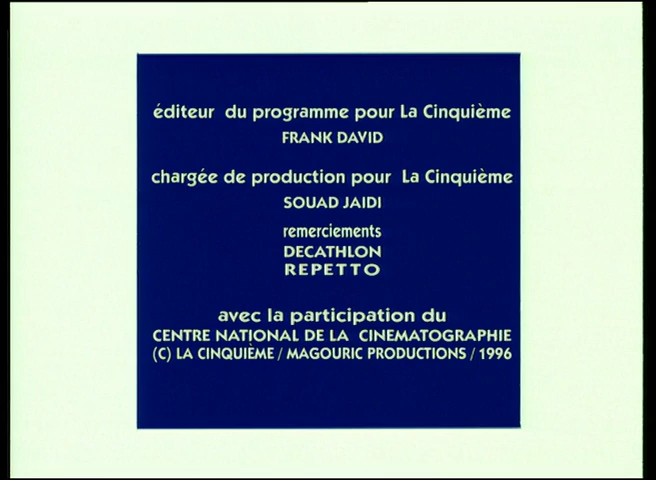 éditeur du programme pour La Cinquième
FRANK DAVID
chargée de production pour La Cinquième
SOUAD JAIDI
remerciements
DECATHLON
REPETTO
avec la participation du
CENTRE NATIONAL DE LA CINEMATOGRAPHIE
(C) LA CINQUIÈME / MAGOURIC PRODUCTIONS / 1996